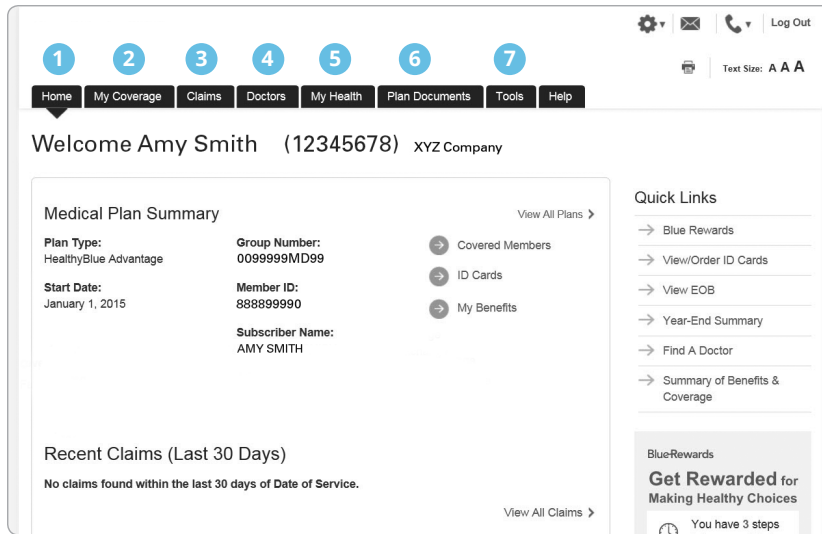 Log Out
Text Size: A A A
1 2 3 4 5 6 7
Home My Coverage Claims Doctors My Health Plan Documents Tools Help
Welcome Amy Smith (12345678) XYZ Company
Medical Plan Summary
View All Plans
Plan Type:
HealthyBlue Advantage
Start Date:
January 1, 2015
Group Number:
0099999MD99
Member ID:
888899990
Subscriber Name:
AMY SMITH
Covered Members
ID Cards
My Benefits
Recent Claims (Last 30 Days)
No claims found within the last 30 days of Date of Service.
View All Claims
Quick Links
Blue Rewards
View/Order ID Cards
View EOB
Year-End Summary
Find A Doctor
Summary of Benefits &
Coverage
BlueRewards
Get Rewarded for
Making Healthy Choices
You have 3 steps